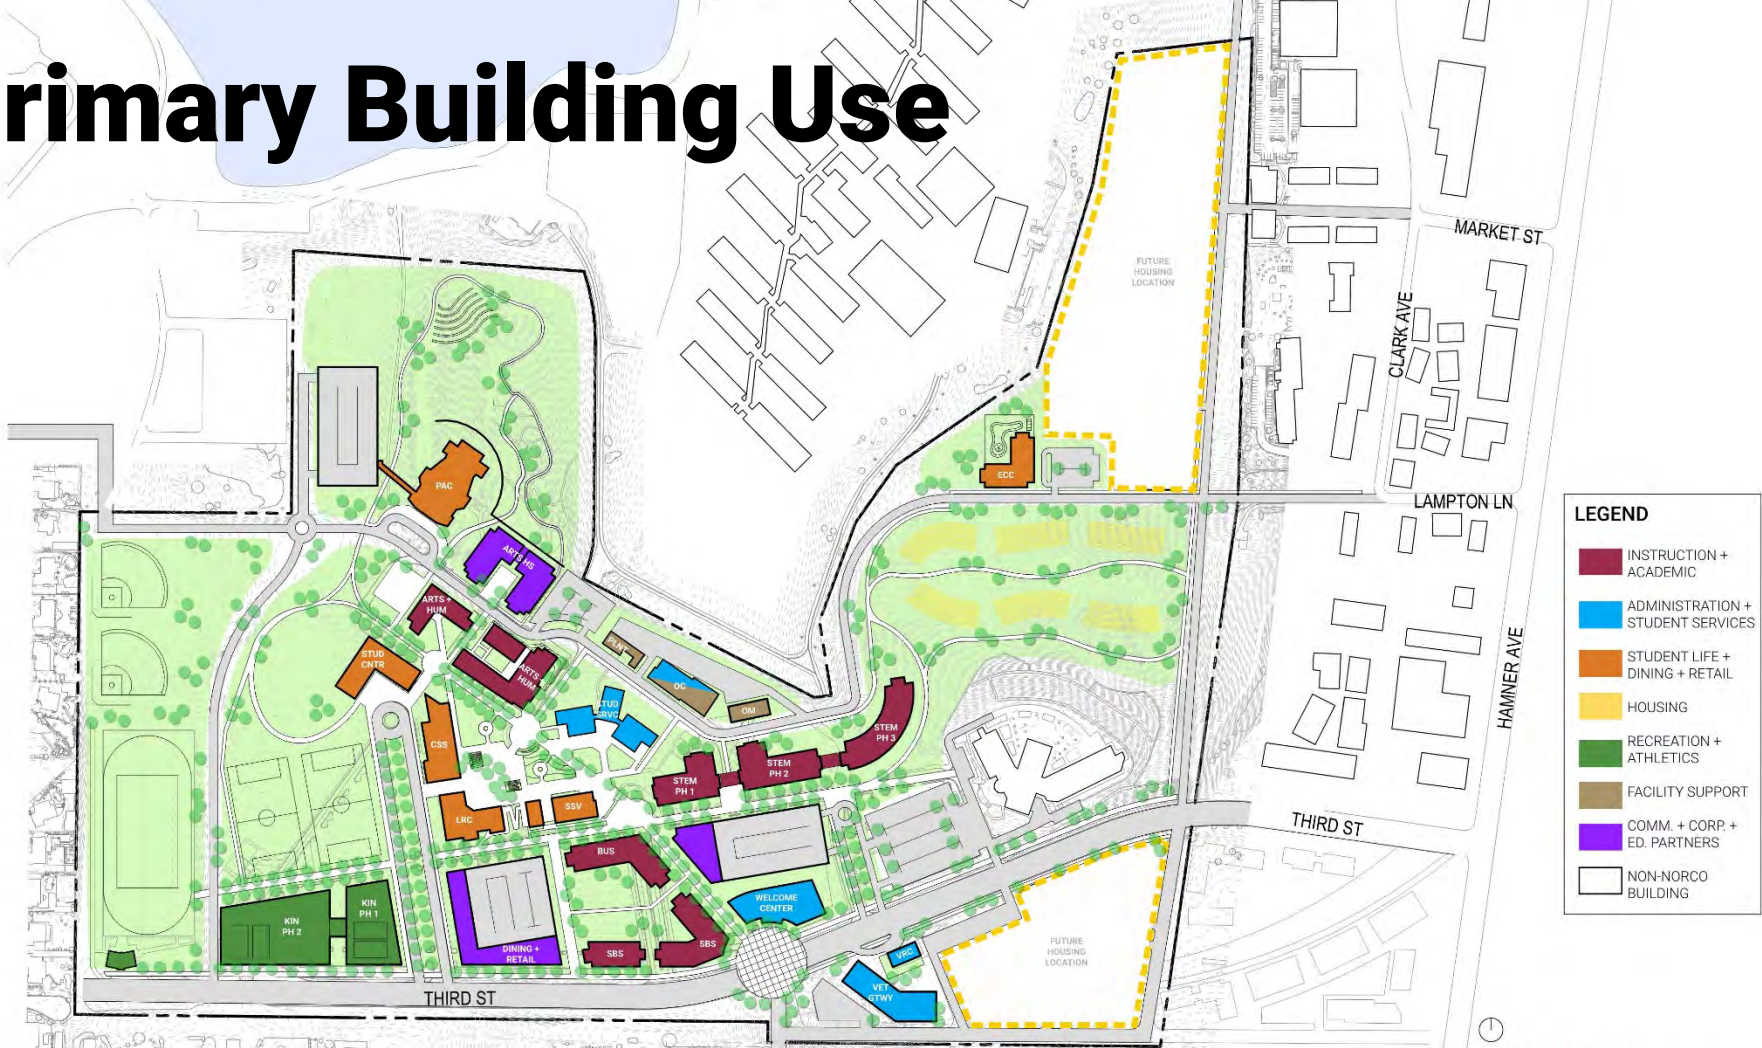 rimary Building Use
MARKET ST
FUTURE
HOUSING
LOCATION
CLARK AVE
PAC
ECC
LAMPTON LN
ARTS HS
ARTS +
HUM
STUD
CNTR
ARTS +
HUM
PLNT
OC
OM
TUD
SRVC
CSS
STEM
PH 3
STEM
PH 2
STEM
PH 1
HAMNER AVE
LRC
SSV
THIRD ST
BUS
WELCOME
CENTER
KIN
PH 1
KIN
PH 2
DINING +
RETAIL
SBS
SBS
VRC
VET
GTWY
FUTURE
HOUSING
LOCATION
THIRD ST
LEGEND
INSTRUCTION +
ACADEMIC
ADMINISTRATION +
STUDENT SERVICES
STUDENT LIFE +
DINING + RETAIL
HOUSING
RECREATION +
ATHLETICS
FACILITY SUPPORT
COMM. + CORP. +
ED. PARTNERS
NON-NORCO
BUILDING